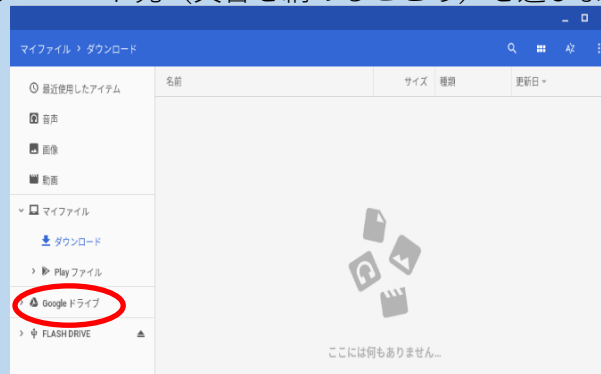 マイファイル > ダウンロード
名前 サイズ 種類 更新日
最近使用したアイテム
音声
画像
動画
マイファイル
ダウンロード
Play ファイル
Google ドライブ
FLASH DRIVE
ここには何もありません...